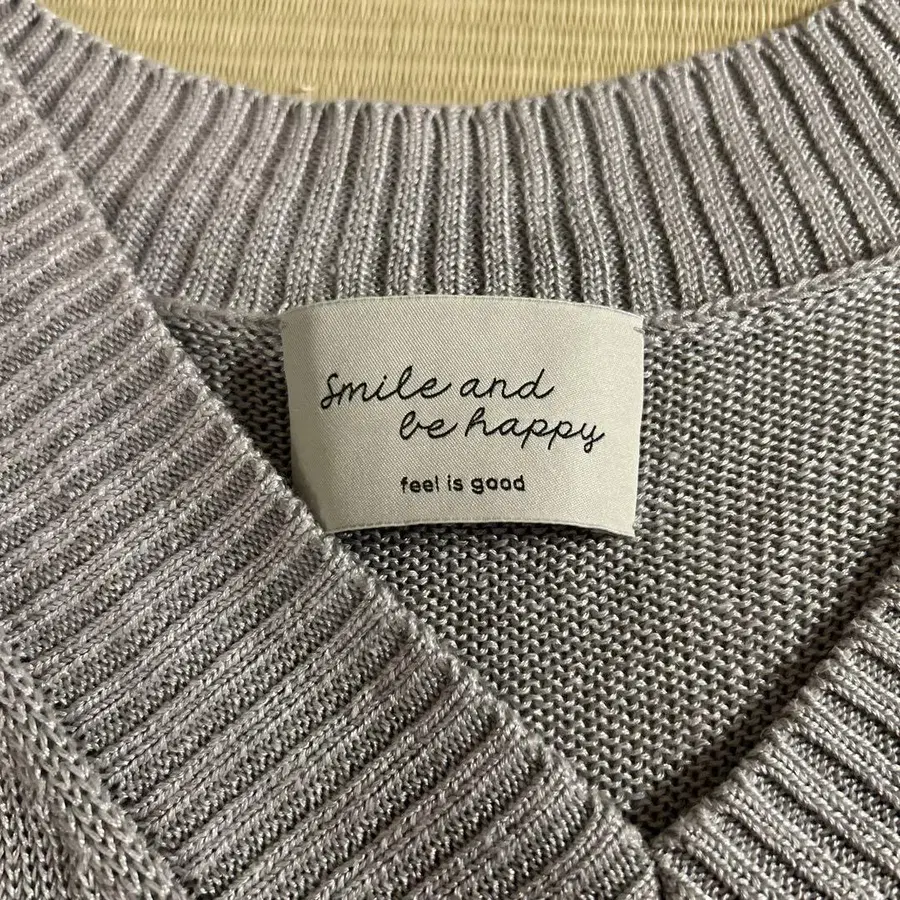 Smile and
be happy
feel is good